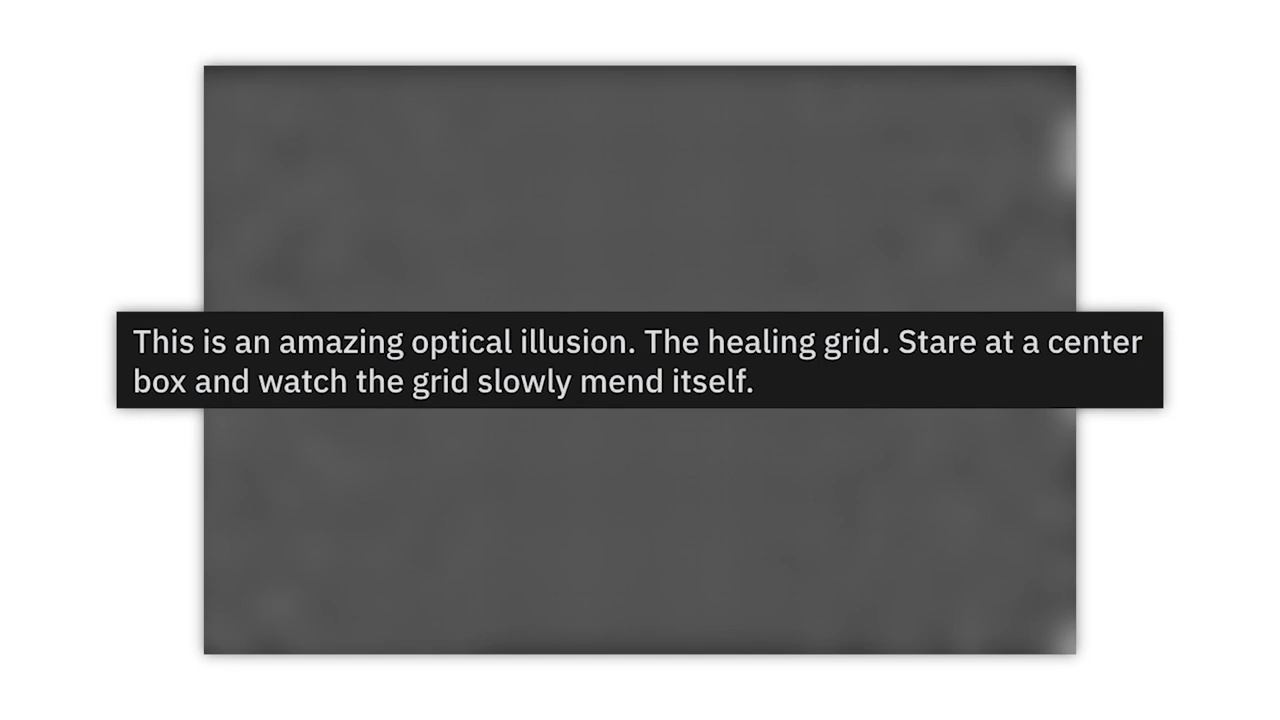 This is an amazing optical illusion. The healing grid. Stare at a center
box and watch the grid slowly mend itself.